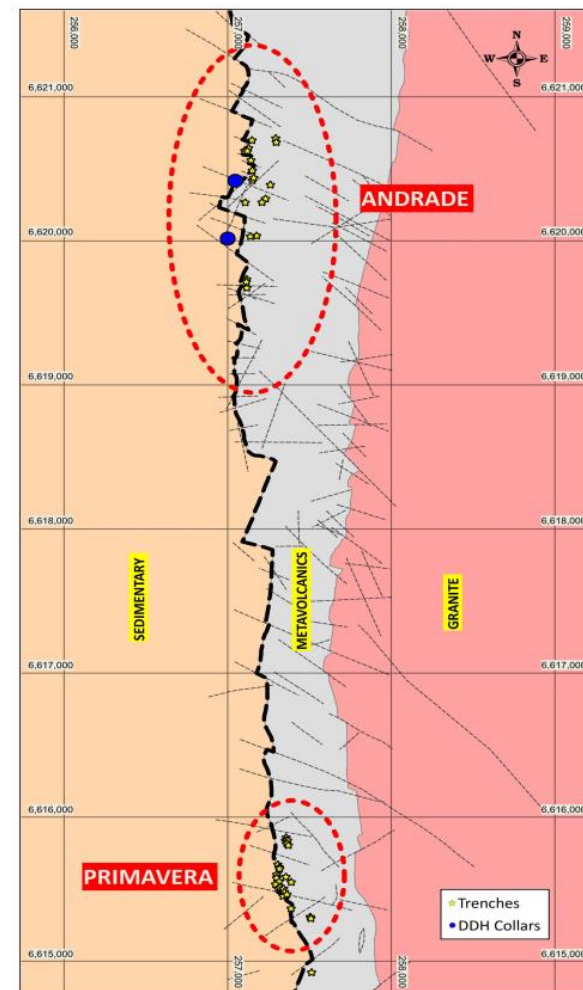 256,000
257,000
258,000
259,000
N
W E
S
6,621,000
6,621,000
ANDRADE
6,620,000
6,620,000
6,619,000
6,619,000
6,618,000
6,618,000
SEDIMENTARY
METAVOLCANICS
GRANITE
6,617,000
6,617,000
6,616,000
6,616,000
PRIMAVERA
Trenches
DDH Collars
6,615,000
6,615,000
257,000
258,000